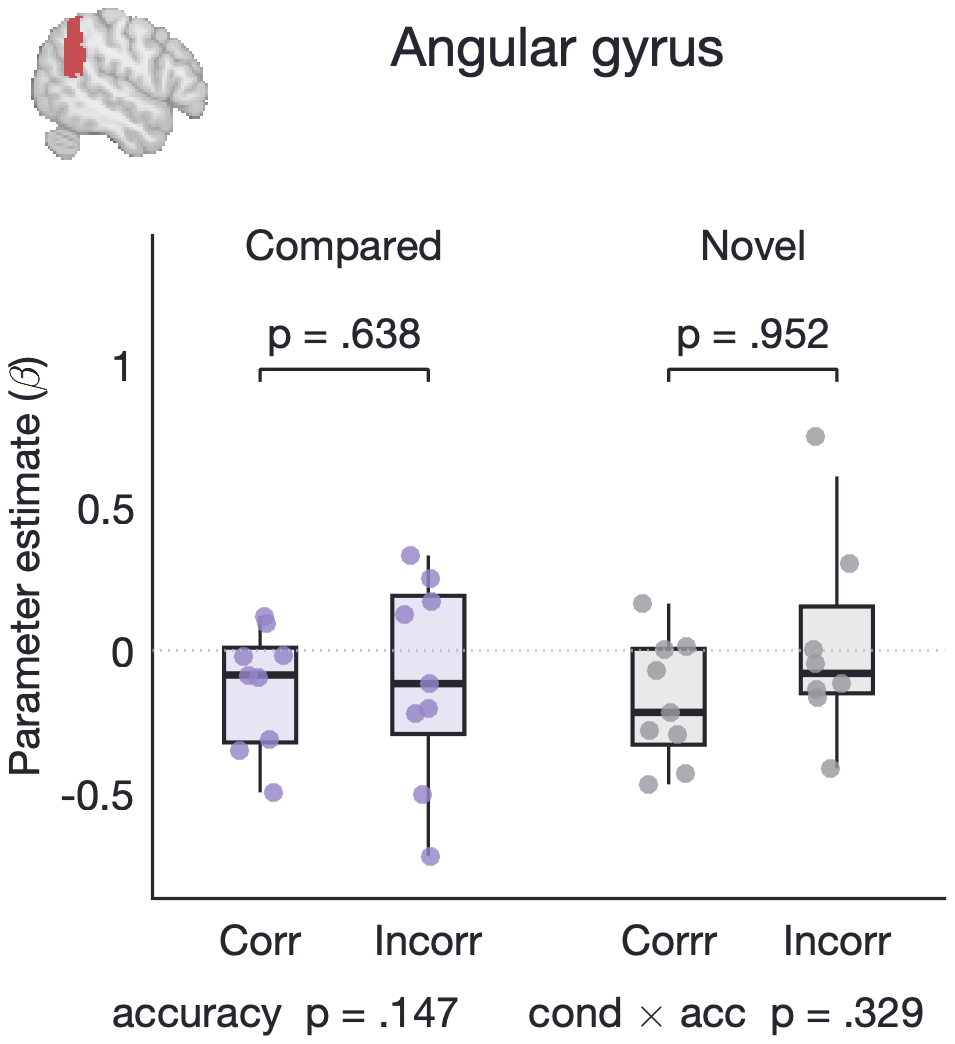 Angular gyrus
Compared
Novel
p = .638
p = .952
Parameter estimate (β)
1
0.5
0
-0.5
Corr
Incorr
Corrr
Incorr
accuracy p = .147
cond × acc p = .329